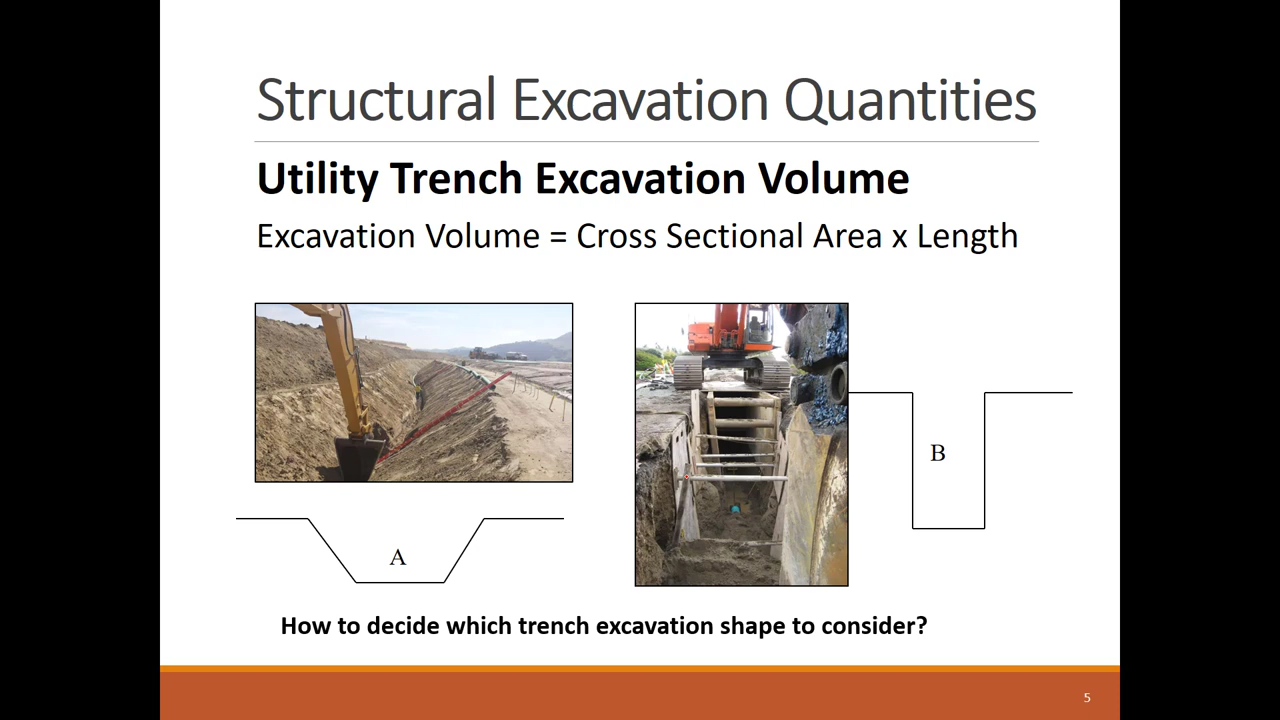 Structural Excavation Quantities
Utility Trench Excavation Volume
Excavation Volume = Cross Sectional Area x Length
A
B
How to decide which trench excavation shape to consider?
5